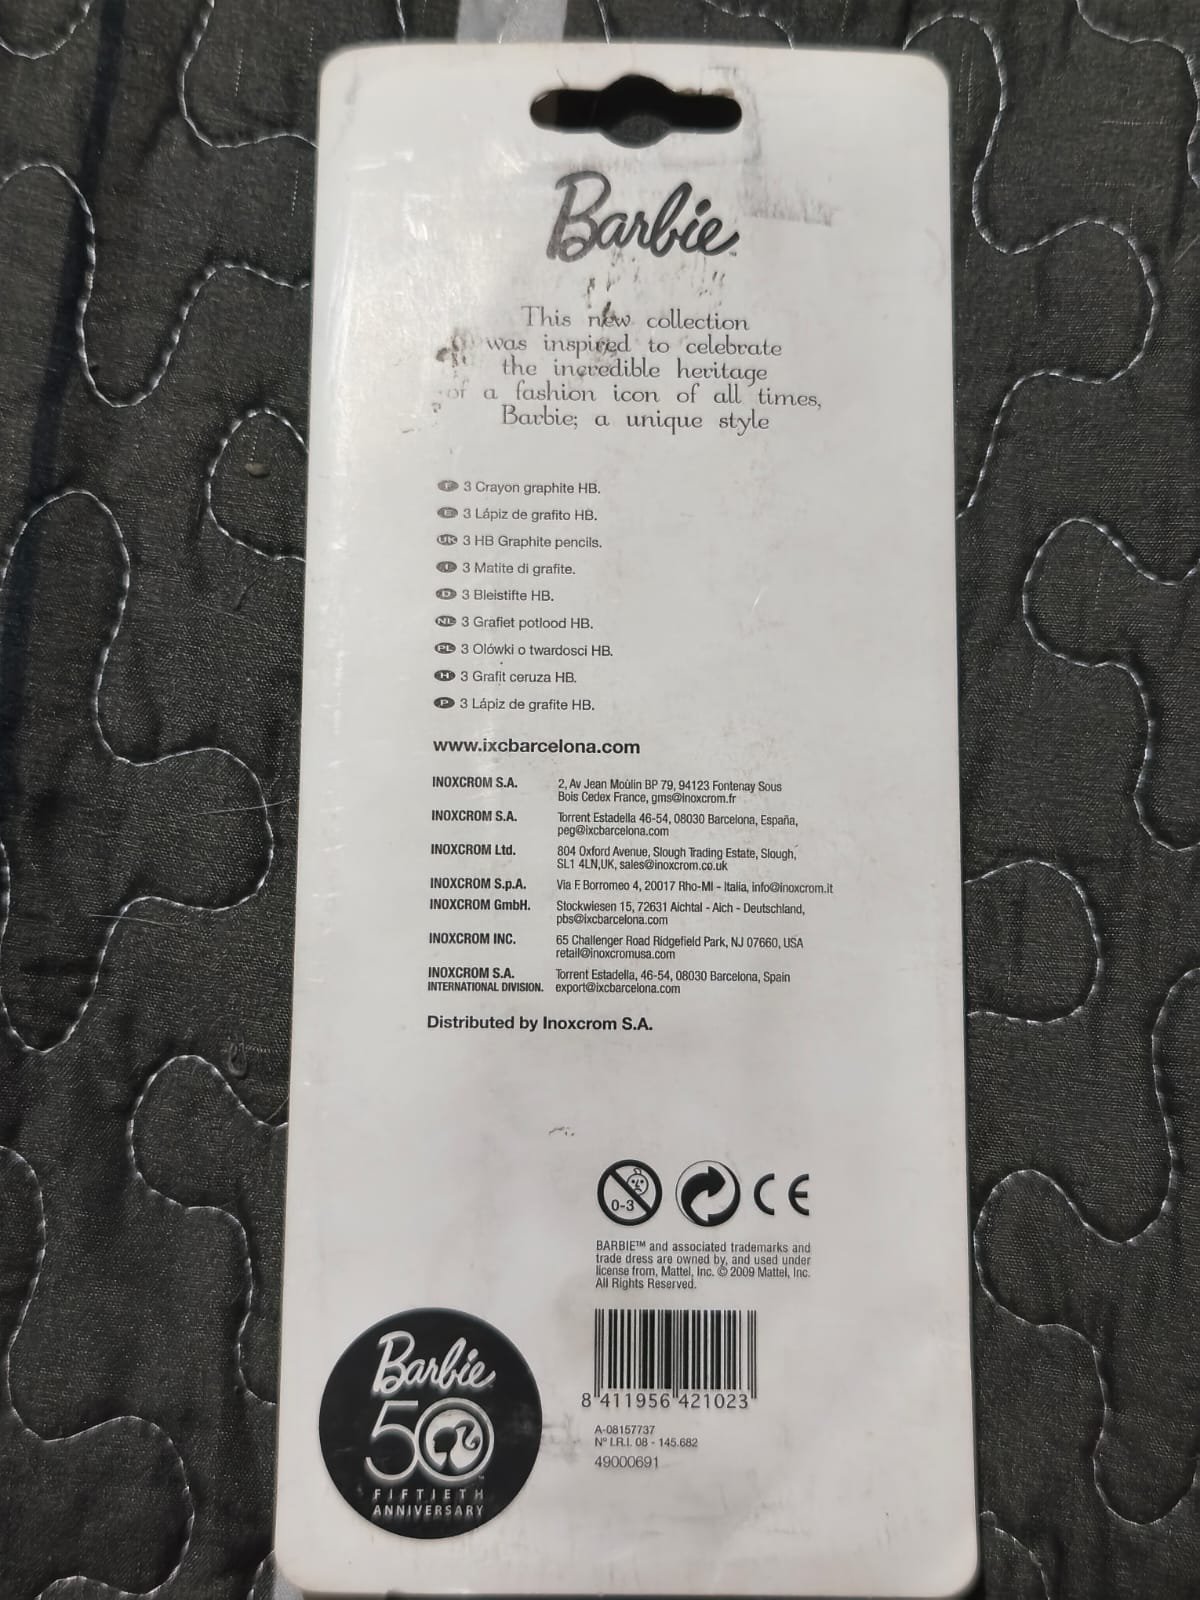 Barbie
This new collection
was inspired to celebrate
the incredible heritage
of a fashion icon of all times,
Barbie; a unique style
F 3 Crayon graphite HB.
E 3 Lápiz de grafito HB.
UK 3 HB Graphite pencils.
I 3 Matite di grafite.
D 3 Bleistifte HB.
NL 3 Grafiet potlood HB.
PL 3 Olówki o twardosci HB.
H 3 Grafit ceruza HB.
P 3 Lápiz de grafite HB.
www.ixcbarcelona.com
INOXCROM S.A. 2, Av Jean Moùlin BP 79, 94123 Fontenay Sous
Bois Cedex France, gms@inoxcrom.fr
INOXCROM S.A. Torrent Estadella 46-54, 08030 Barcelona, España,
peg@ixcbarcelona.com
INOXCROM Ltd. 804 Oxford Avenue, Slough Trading Estate, Slough,
SL1 4LN,UK, sales@inoxcrom.co.uk
INOXCROM S.p.A. Via F. Borromeo 4, 20017 Rho-MI - Italia, info@inoxcrom.it
INOXCROM GmbH. Stockwiesen 15, 72631 Aichtal - Aich - Deutschland,
pbs@ixcbarcelona.com
INOXCROM INC. 65 Challenger Road Ridgefield Park, NJ 07660, USA
retail@inoxcromusa.com
INOXCROM S.A. Torrent Estadella, 46-54, 08030 Barcelona, Spain
INTERNATIONAL DIVISION. export@ixcbarcelona.com
Distributed by Inoxcrom S.A.
0-3 CE
BARBIE™ and associated trademarks and
trade dress are owned by, and used under
license from, Mattel, Inc. © 2009 Mattel, Inc.
All Rights Reserved.
8 411956 421023
A-08157737
Nº I.R.I. 08 - 145.682
49000691
Barbie
50
FIFTIETH
ANNIVERSARY